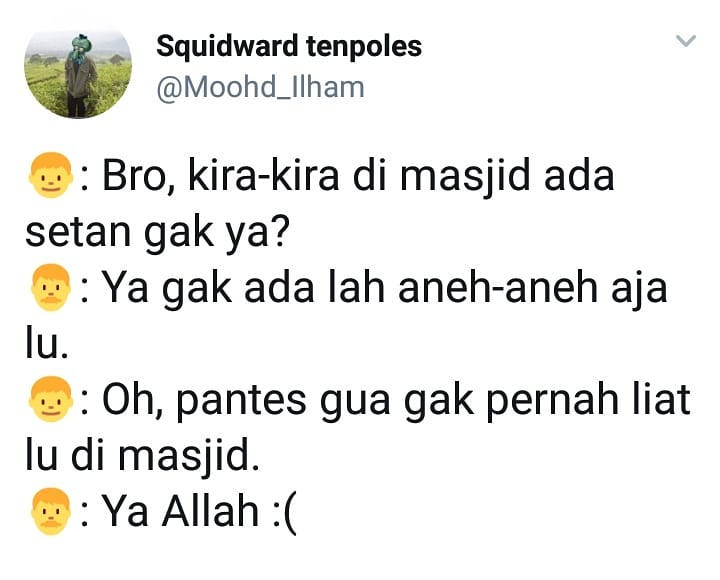 Squidward tenpoles
@Moohd_Ilham
👦: Bro, kira-kira di masjid ada
setan gak ya?
👨: Ya gak ada lah aneh-aneh aja
lu.
👦: Oh, pantes gua gak pernah liat
lu di masjid.
👨: Ya Allah :(